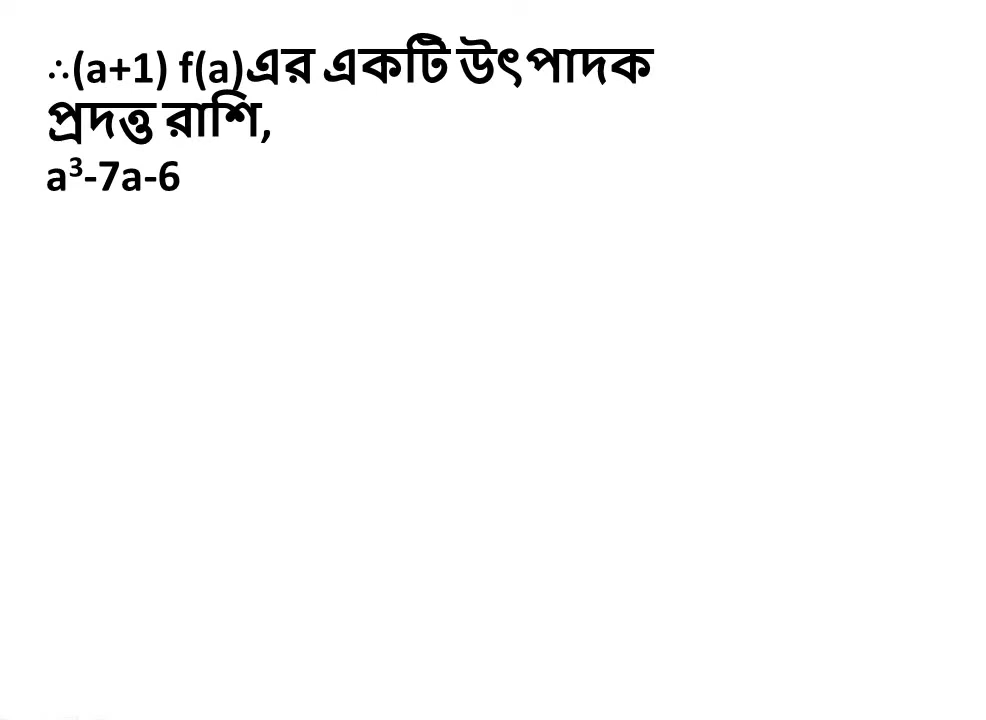 ∴(a+1) f(a)এর একটি উৎপাদক
প্রদত্ত রাশি,
a³-7a-6